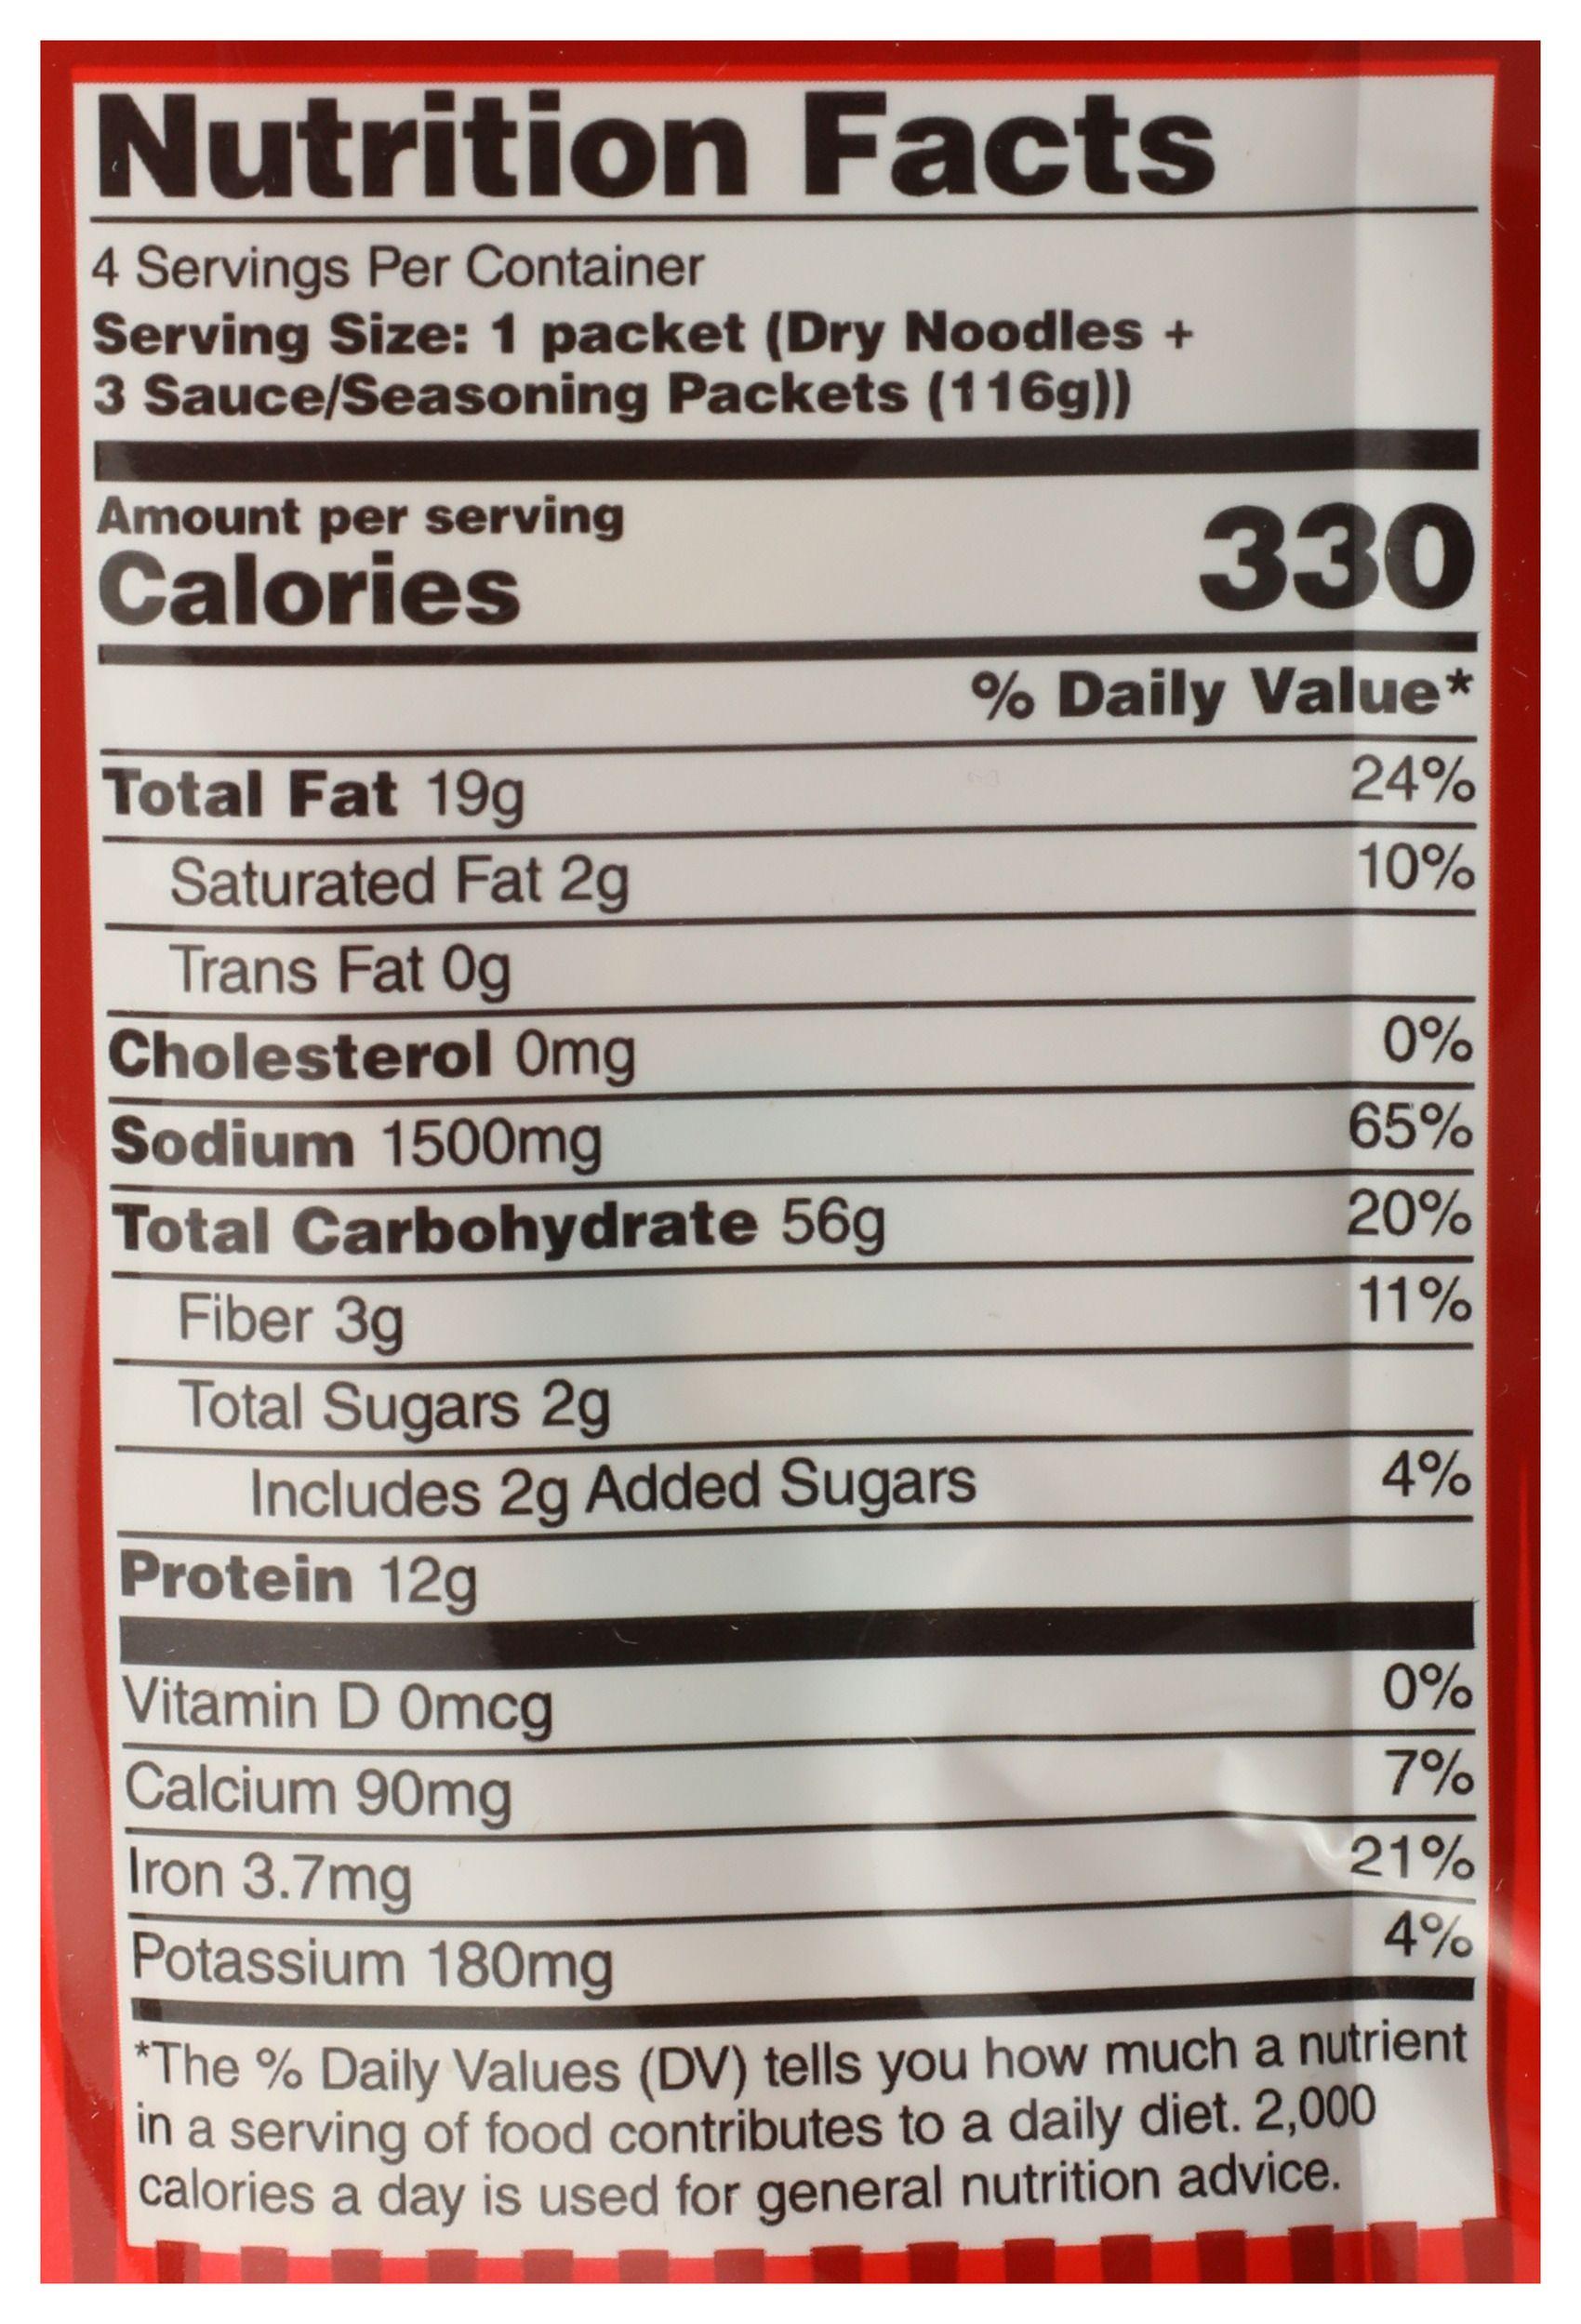 Nutrition Facts
4 Servings Per Container
Serving Size: 1 packet (Dry Noodles +
3 Sauce/Seasoning Packets (116g))
Amount per serving
Calories 330
% Daily Value*
Total Fat 19g 24%
Saturated Fat 2g 10%
Trans Fat 0g
Cholesterol 0mg 0%
Sodium 1500mg 65%
Total Carbohydrate 56g 20%
Fiber 3g 11%
Total Sugars 2g
Includes 2g Added Sugars 4%
Protein 12g
Vitamin D 0mcg 0%
Calcium 90mg 7%
Iron 3.7mg 21%
Potassium 180mg 4%
*The % Daily Values (DV) tells you how much a nutrient
in a serving of food contributes to a daily diet. 2,000
calories a day is used for general nutrition advice.